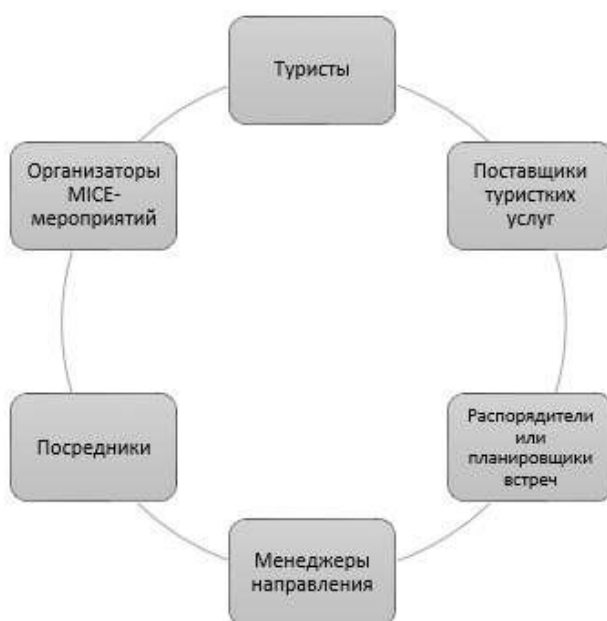 Туристы
Организаторы
MICE-
мероприятий
Поставщики
туристких
услуг
Посредники
Распорядители
или
планировщики
встреч
Менеджеры
направления